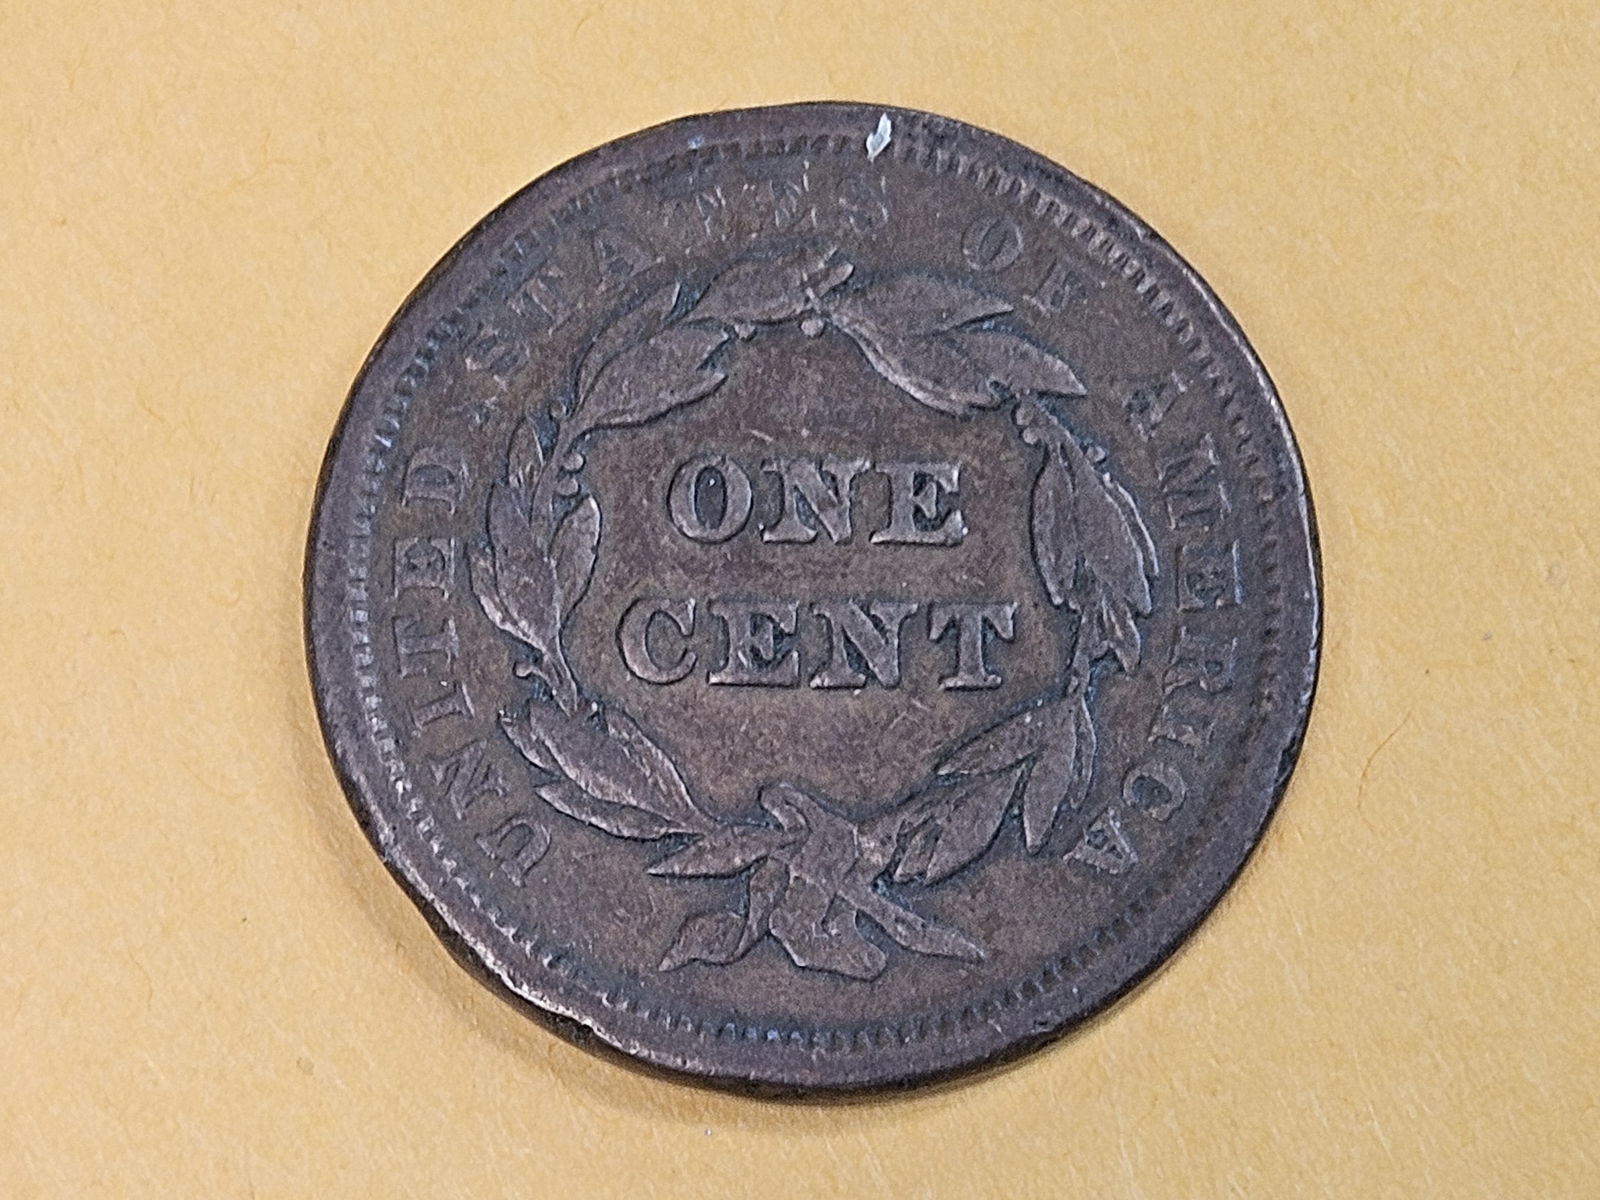 UNITED STATES OF AMERICA
ONE
CENT